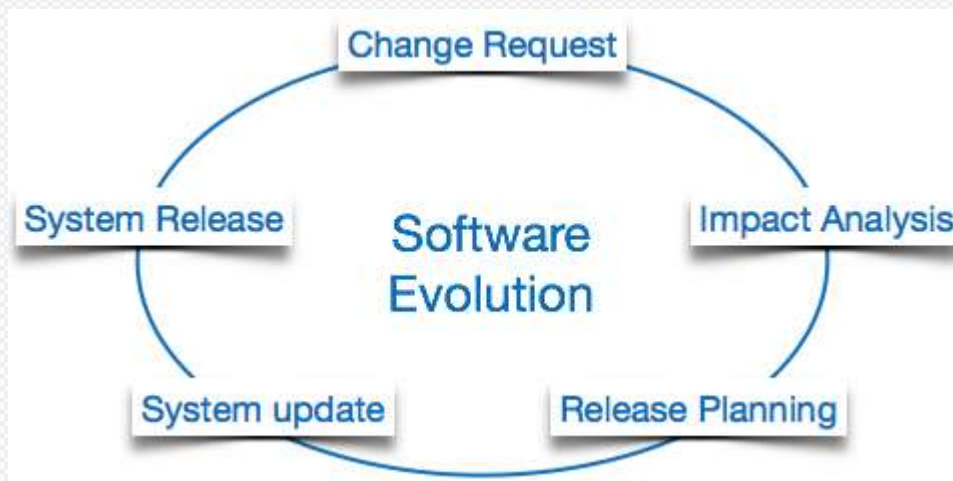 Change Request
System Release
Software
Evolution
Impact Analysis
System update
Release Planning